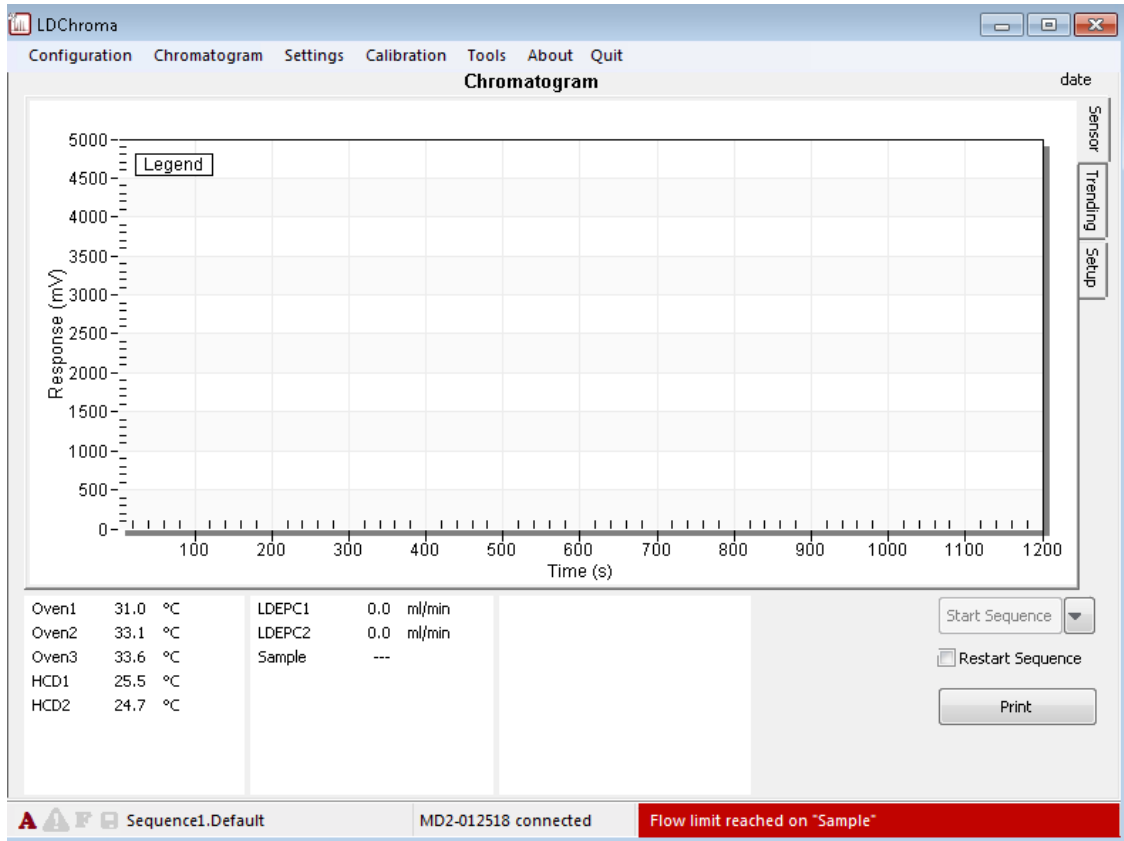 LDChroma
Configuration Chromatogram Settings Calibration Tools About Quit
Chromatogram
date
Sensor
Trending
Setup
Legend
Response (mV)
5000
4500
4000
3500
3000
2500
2000
1500
1000
500
0
100 200 300 400 500 600 700 800 900 1000 1100 1200
Time (s)
Oven1 31.0 °C
Oven2 33.1 °C
Oven3 33.6 °C
HCD1 25.5 °C
HCD2 24.7 °C
LDEPC1 0.0 ml/min
LDEPC2 0.0 ml/min
Sample ---
Start Sequence
Restart Sequence
Print
A F Sequence1.Default
MD2-012518 connected
Flow limit reached on "Sample"